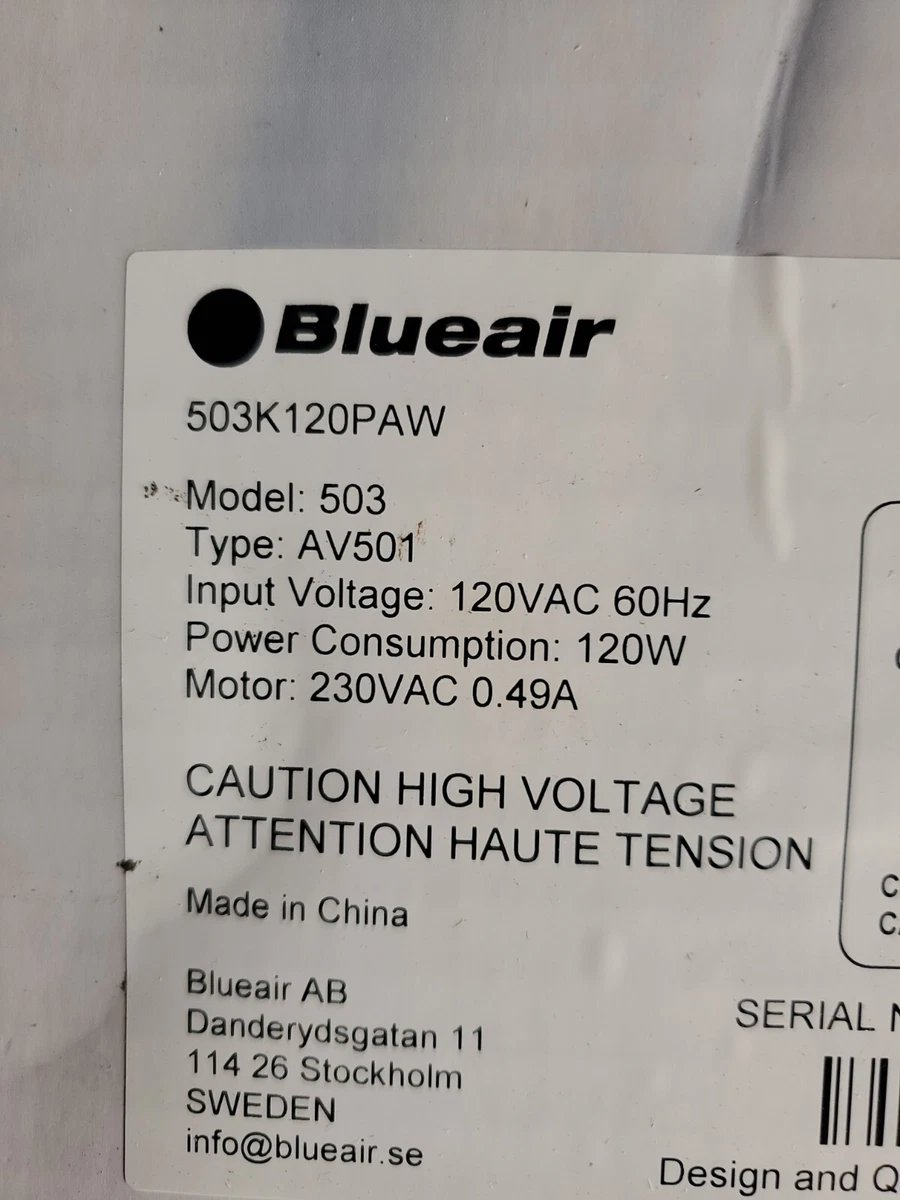 Blueair
503K120PAW
Model: 503
Type: AV501
Input Voltage: 120VAC 60Hz
Power Consumption: 120W
Motor: 230VAC 0.49A
CAUTION HIGH VOLTAGE
ATTENTION HAUTE TENSION
Made in China
Blueair AB
Danderydsgatan 11
114 26 Stockholm
SWEDEN
info@blueair.se
SERIAL
Design and